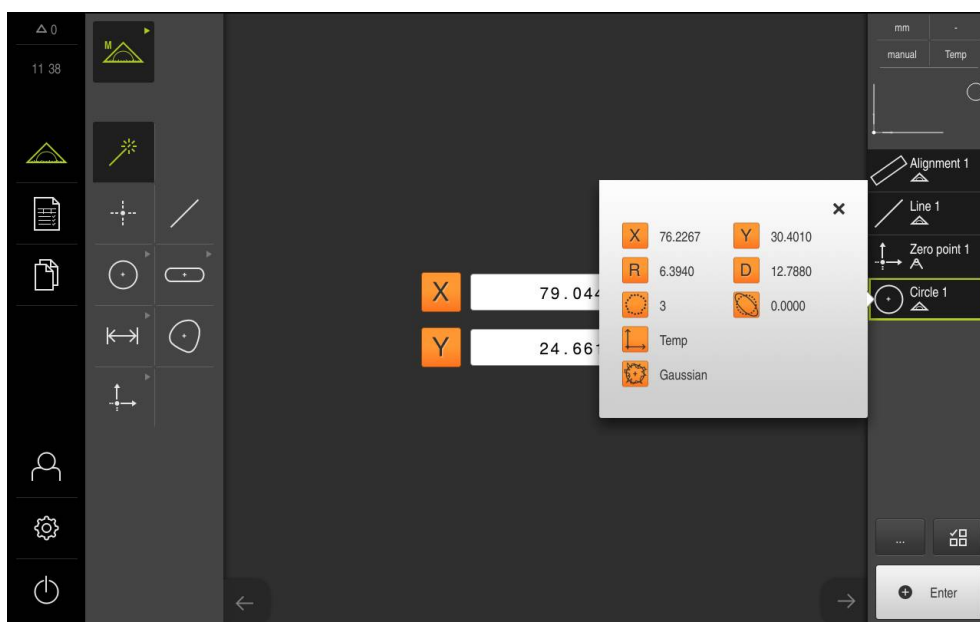 0
11 38
M
X
79.044
Y
24.661
X 76.2267 Y 30.4010
R 6.3940 D 12.7880
3 0.0000
Temp
Gaussian
mm -
manual Temp
Alignment 1
Line 1
Zero point 1
Circle 1
...
Enter